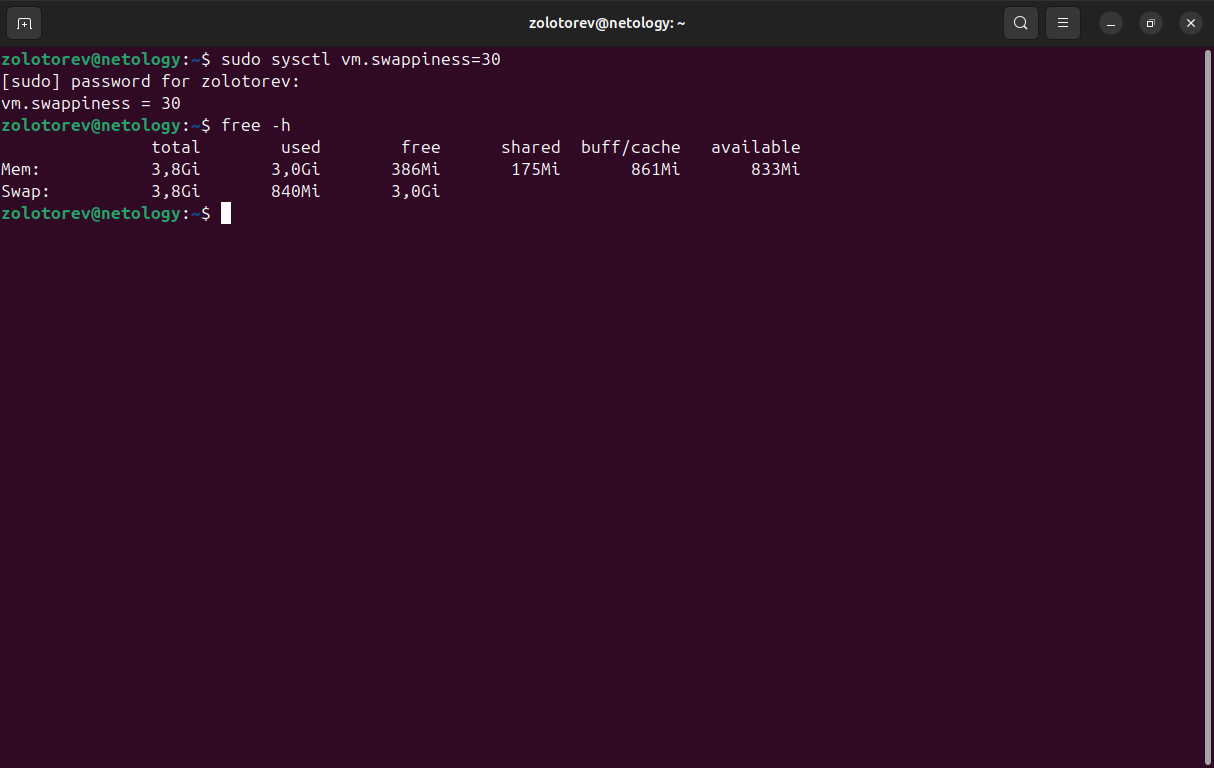 zolotorev@netology: ~
zolotorev@netology:~$ sudo sysctl vm.swappiness=30
[sudo] password for zolotorev:
vm.swappiness = 30
zolotorev@netology:~$ free -h
               total        used        free      shared  buff/cache   available
Mem:           3,8Gi       3,0Gi       386Mi       175Mi       861Mi       833Mi
Swap:          3,8Gi       840Mi       3,0Gi
zolotorev@netology:~$